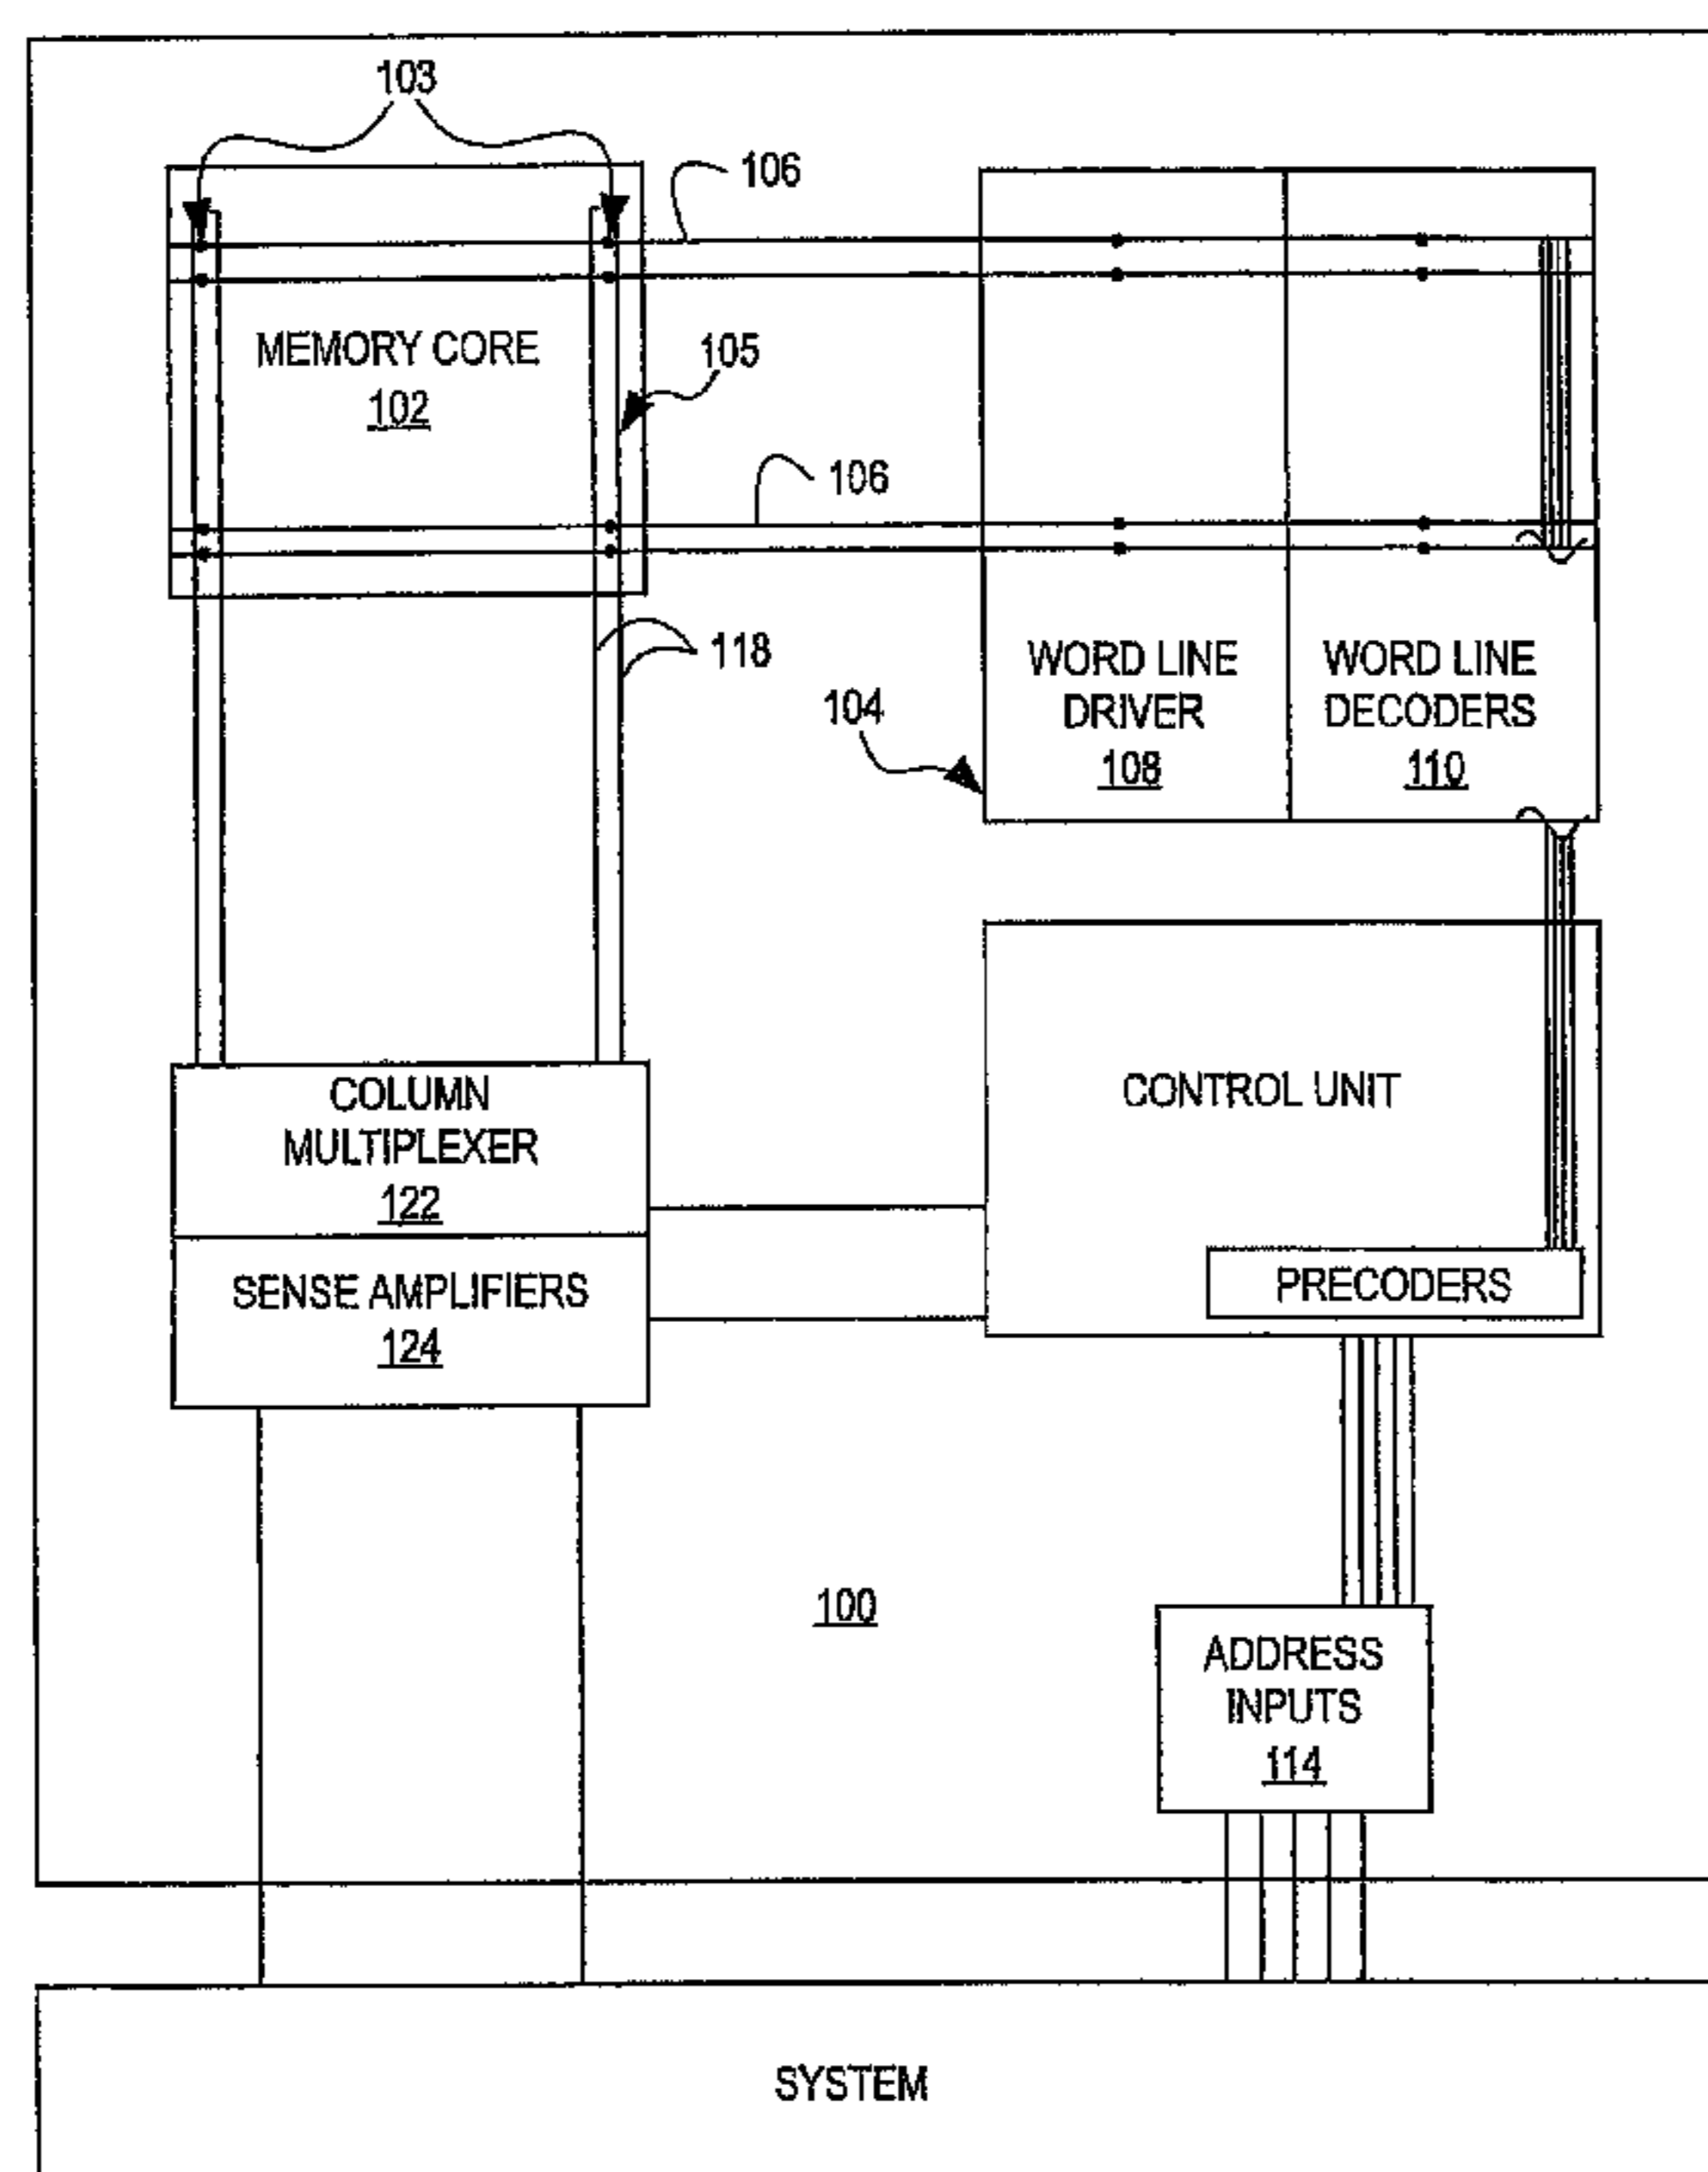 103
106
MEMORY CORE
102
105
106
118
WORD LINE
DRIVER
108
WORD LINE
DECODERS
110
104
COLUMN
MULTIPLEXER
122
CONTROL UNIT
SENSE AMPLIFIERS
124
PRECODERS
100
ADDRESS
INPUTS
114
SYSTEM